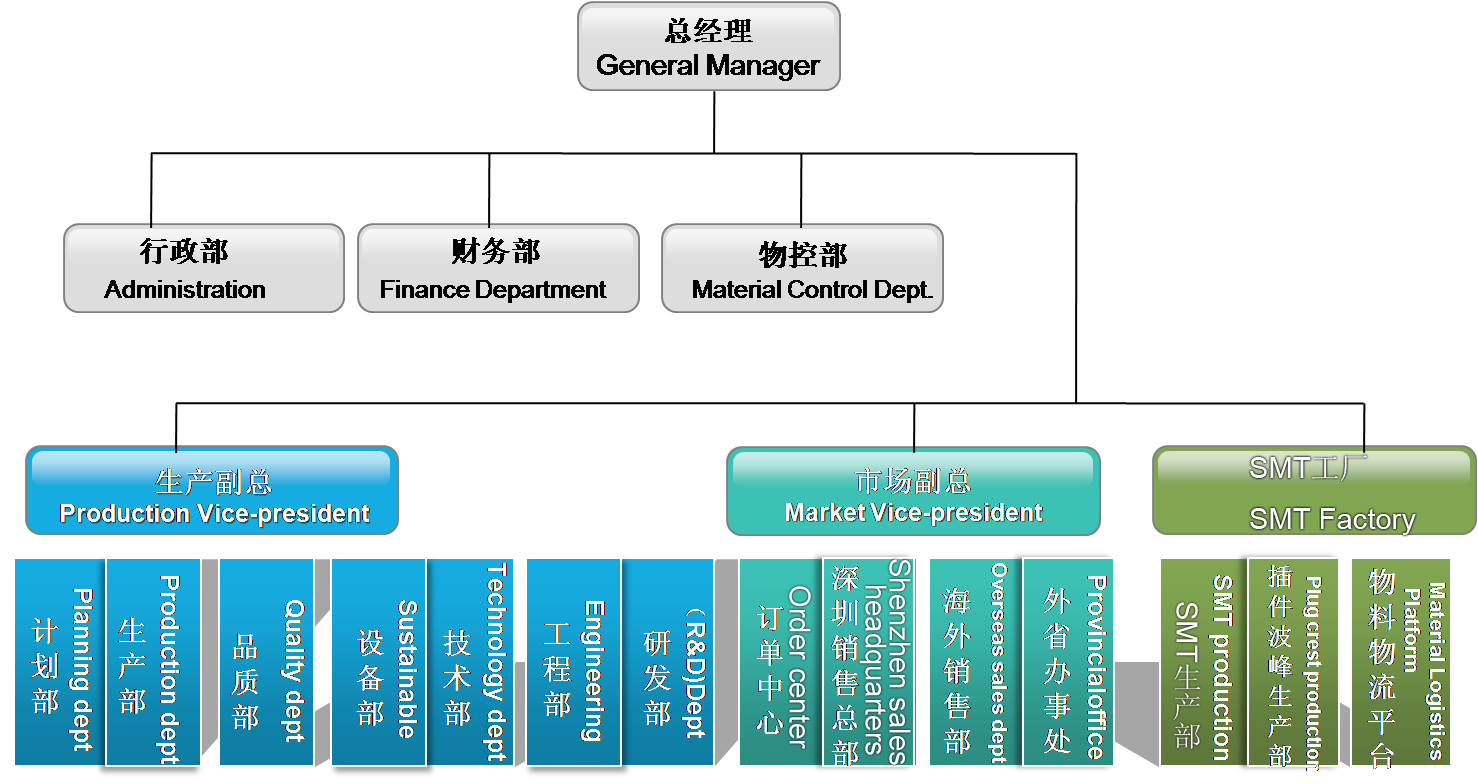 总经理
General Manager
行政部
Administration
财务部
Finance Department
物控部
Material Control Dept.
生产副总
Production Vice-president
市场副总
Market Vice-president
SMT工厂
SMT Factory
计划部
Planning dept
生产部
Production dept
品质部
Quality dept
设备部
Sustainable
技术部
Technology dept
工程部
Engineering
研发部
（R&D)Dept
订单中心
Order center
深圳销售总部
Shenzhen sales
headquarters
海外销售部
Overseas sales dept
外省办事处
Provincialoffice
SMT生产部
SMT production
插件波峰生产部
Plug crest production
物料物流平台
Material Logistics
Platform